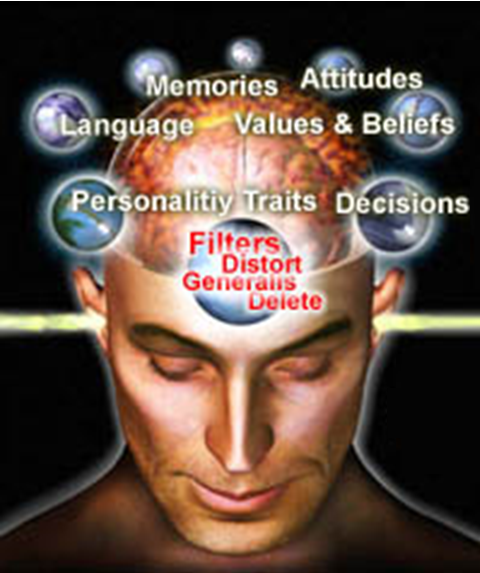 Memories Attitudes
Language Values & Beliefs
Personalitiy Traits Decisions
Filters
Distort
Generalis
Delete